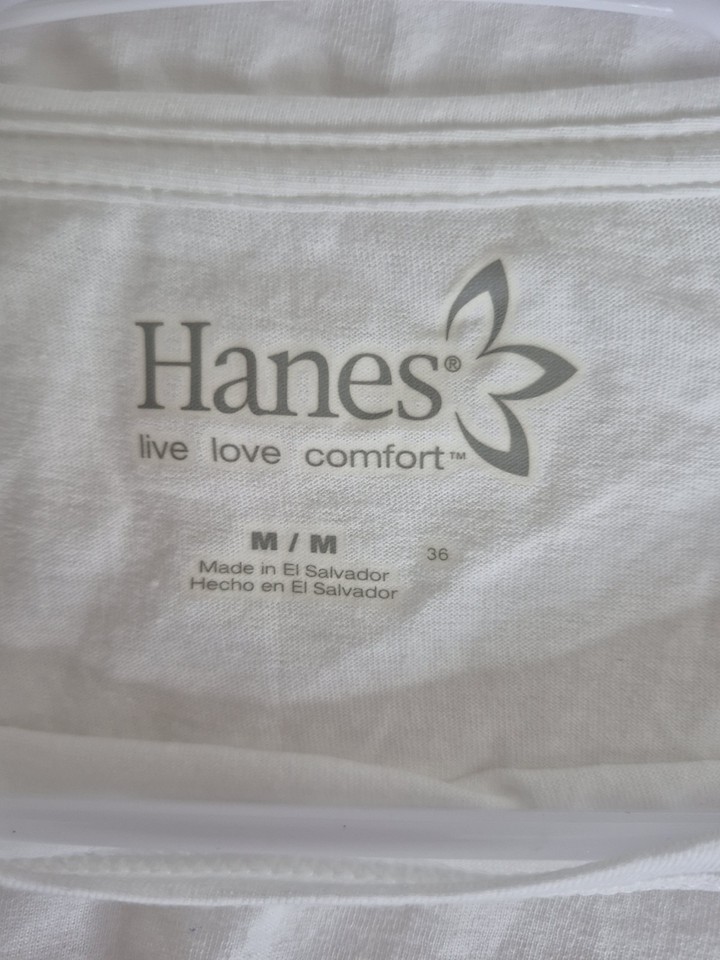 Hanes®
live love comfort™
M / M
36
Made in El Salvador
Hecho en El Salvador